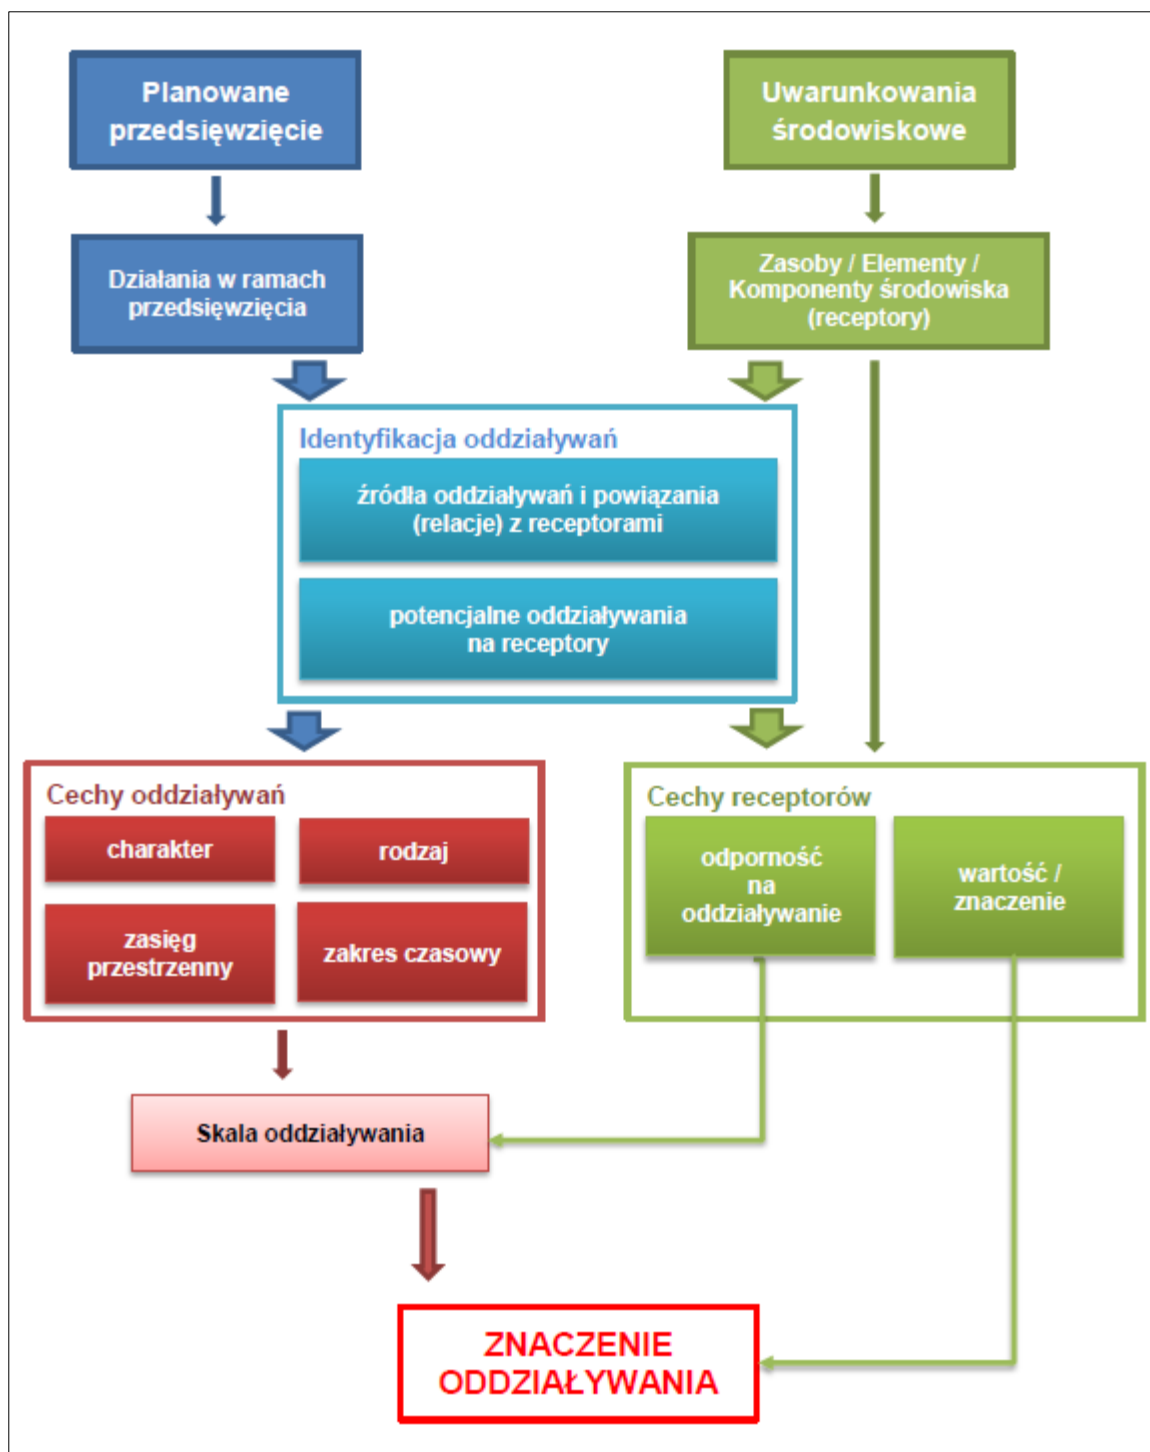 Planowane
przedsięwzięcie
Uwarunkowania
środowiskowe
Działania w ramach
przedsięwzięcia
Zasoby / Elementy /
Komponenty środowiska
(receptory)
Identyfikacja oddziaływań
źródła oddziaływań i powiązania
(relacje) z receptorami
potencjalne oddziaływania
na receptory
Cechy oddziaływań
charakter
rodzaj
zasięg
przestrzenny
zakres czasowy
Cechy receptorów
odporność
na
oddziaływanie
wartość /
znaczenie
Skala oddziaływania
ZNACZENIE
ODDZIAŁYWANIA